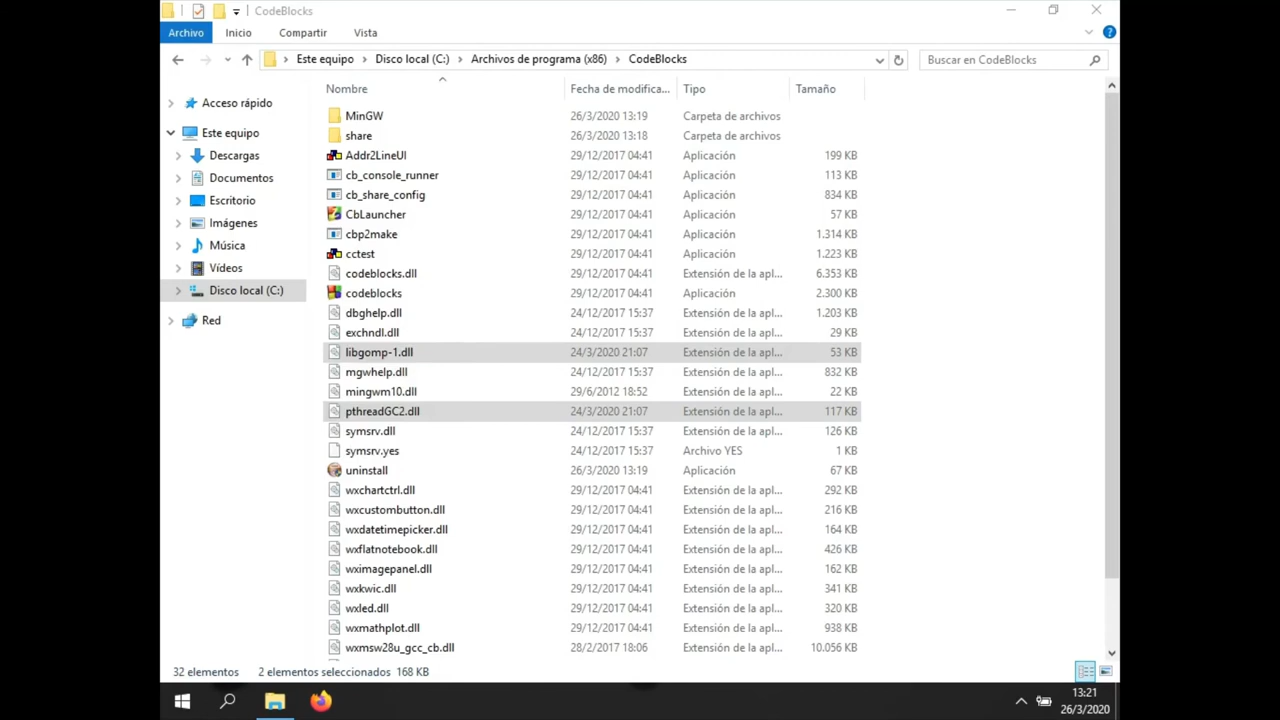 CodeBlocks
Archivo Inicio Compartir Vista
Este equipo Disco local (C:) Archivos de programa (x86) CodeBlocks Buscar en CodeBlocks
Nombre Fecha de modifica... Tipo Tamaño
Acceso rápido
Este equipo
Descargas
Documentos
Escritorio
Imágenes
Música
Vídeos
Disco local (C:)
Red
MinGW 26/3/2020 13:19 Carpeta de archivos
share 26/3/2020 13:18 Carpeta de archivos
Addr2LineUI 29/12/2017 04:41 Aplicación 199 KB
cb_console_runner 29/12/2017 04:41 Aplicación 113 KB
cb_share_config 29/12/2017 04:41 Aplicación 834 KB
CbLauncher 29/12/2017 04:41 Aplicación 57 KB
cbp2make 29/12/2017 04:41 Aplicación 1.314 KB
cctest 29/12/2017 04:41 Aplicación 1.223 KB
codeblocks.dll 29/12/2017 04:41 Extensión de la apl... 6.353 KB
codeblocks 29/12/2017 04:41 Aplicación 2.300 KB
dbghelp.dll 24/12/2017 15:37 Extensión de la apl... 1.203 KB
exchndl.dll 24/12/2017 15:37 Extensión de la apl... 29 KB
libgomp-1.dll 24/3/2020 21:07 Extensión de la apl... 53 KB
mgwhelp.dll 24/12/2017 15:37 Extensión de la apl... 832 KB
mingwm10.dll 29/6/2012 18:52 Extensión de la apl... 22 KB
pthreadGC2.dll 24/3/2020 21:07 Extensión de la apl... 117 KB
symsrv.dll 24/12/2017 15:37 Extensión de la apl... 126 KB
symsrv.yes 24/12/2017 15:37 Archivo YES 1 KB
uninstall 26/3/2020 13:19 Aplicación 67 KB
wxchartctrl.dll 29/12/2017 04:41 Extensión de la apl... 292 KB
wxcustombutton.dll 29/12/2017 04:41 Extensión de la apl... 216 KB
wxdatetimepicker.dll 29/12/2017 04:41 Extensión de la apl... 164 KB
wxflatnotebook.dll 29/12/2017 04:41 Extensión de la apl... 426 KB
wximagepanel.dll 29/12/2017 04:41 Extensión de la apl... 162 KB
wxkwic.dll 29/12/2017 04:41 Extensión de la apl... 341 KB
wxled.dll 29/12/2017 04:41 Extensión de la apl... 320 KB
wxmathplot.dll 29/12/2017 04:41 Extensión de la apl... 938 KB
wxmsw28u_gcc_cb.dll 28/2/2017 18:06 Extensión de la apl... 10.056 KB
32 elementos 2 elementos seleccionados 168 KB
13:21
26/3/2020